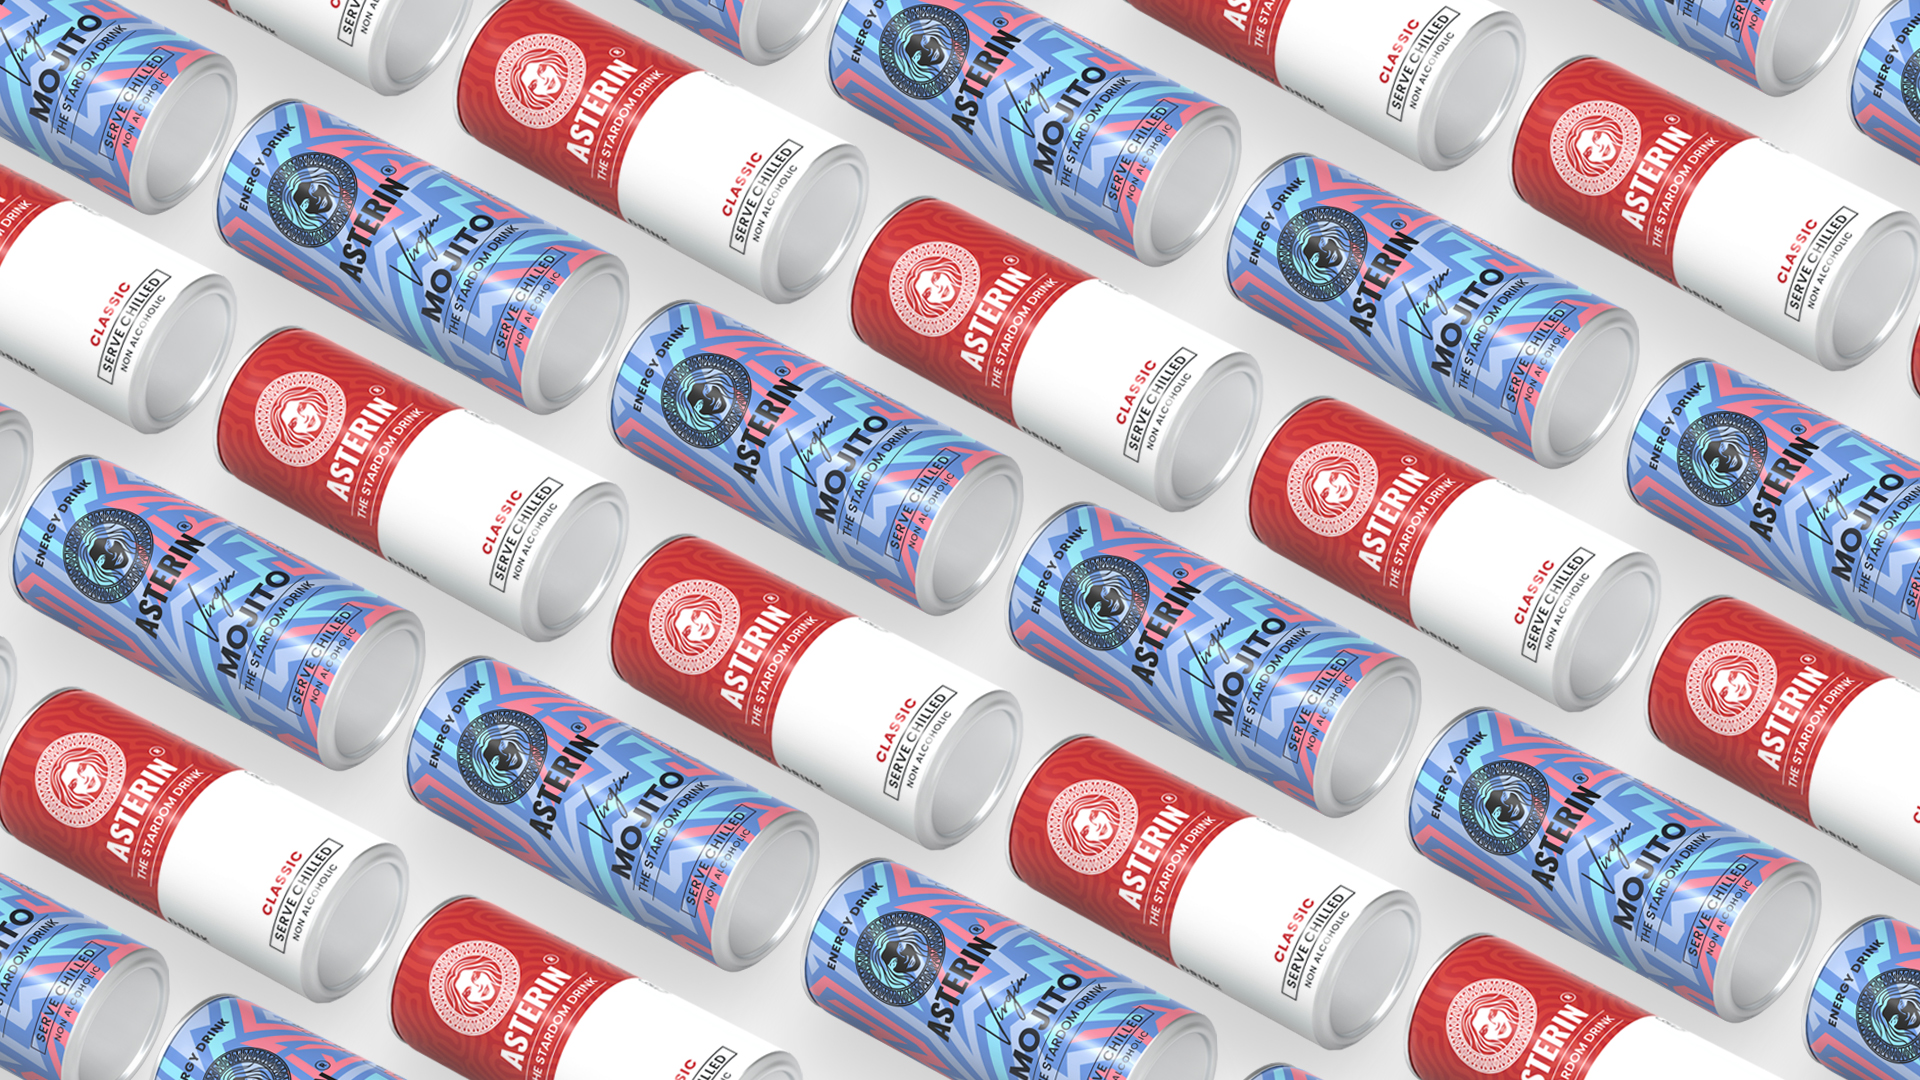 ENERGY DRINK
ASTERIN®
Virgin
MOJITO
THE STARDOM DRINK
SERVE CHILLED
NON ALCOHOLIC
ASTERIN®
THE STARDOM DRINK
CLASSIC
SERVE CHILLED
NON ALCOHOLIC
DRINK